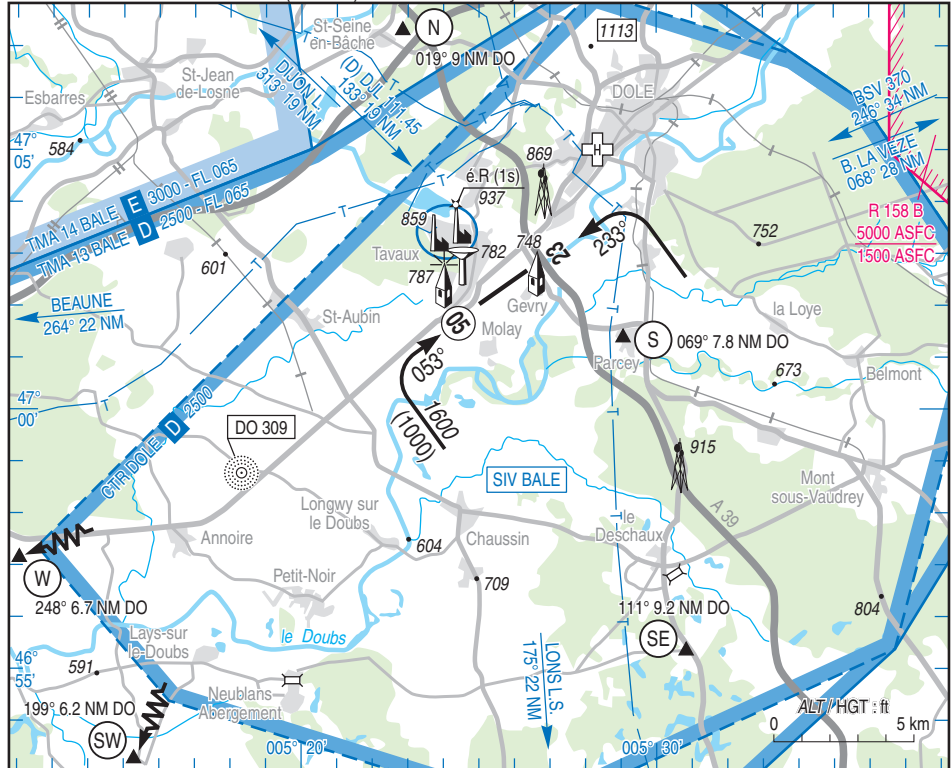 St-Seine
en-Bâche
N
019° 9 NM DO
1113
DIJON L.
313° 19 NM
(D) DJL 111.45
133° 19 NM
St-Jean
de-Losne
Esbarres
584
DOLE
BSV 370
246° 34 NM
B. LA VEZE
068° 28 NM
47°
05'
869
é.R (1s)
937
859
782
787
748
Tavaux
TMA 14 BALE E 3000 - FL 065
TMA 13 BALE D 2500 - FL 065
601
233°
23
752
R 158 B
5000 ASFC
1500 ASFC
BEAUNE
264° 22 NM
St-Aubin
05
Gevry
Molay
la Loye
S
069° 7.8 NM DO
Parcey
053°
1600
(1000)
673
Belmont
47°
00'
CTR DOLE D 2500
DO 309
915
SIV BALE
Mont
sous-Vaudrey
Longwy sur
le Doubs
A 39
le
Deschaux
Annoire
604
Chaussin
W
248° 6.7 NM DO
Petit-Noir
709
111° 9.2 NM DO
SE
804
le Doubs
Lays-sur
le-Doubs
46°
55'
591
LONS L.S
175° 22 NM
199° 6.2 NM DO
SW
Neublans
Abergement
005° 20'
005° 30'
ALT / HGT : ft
0 5 km
T
T
T
T
T
T
T
T
T
T
T
H